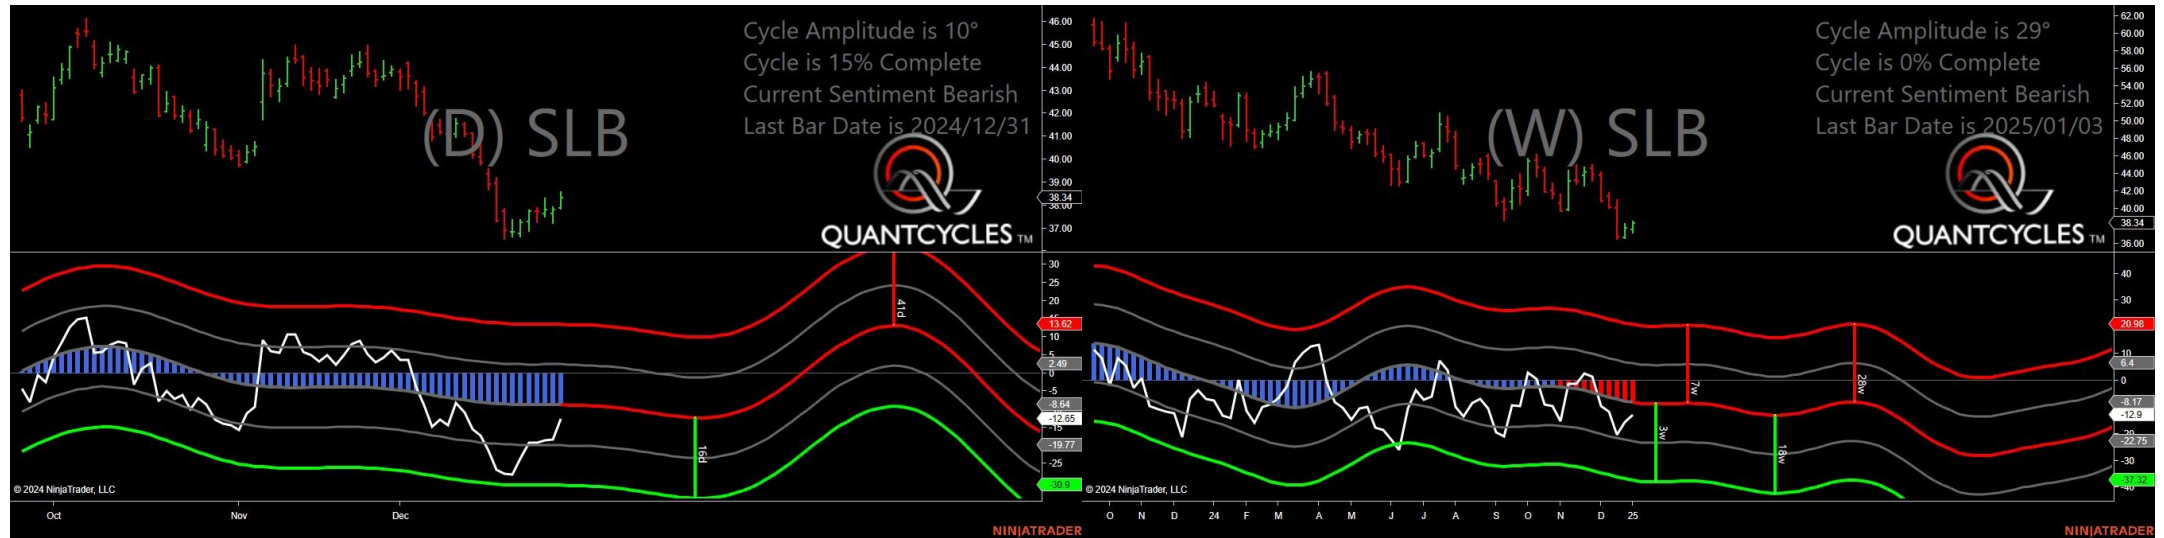 Cycle Amplitude is 10°
Cycle is 15% Complete
Current Sentiment Bearish
Last Bar Date is 2024/12/31
(D) SLB
QUANTCYCLES TM
46.00
45.00
44.00
43.00
42.00
41.00
40.00
39.00
38.34
38.00
37.00
30
25
20
15
13.62
10
5
2.49
0
-5
-8.64
-12.65
-15
-19.77
-25
-30.9
41d
16d
© 2024 NinjaTrader, LLC
Oct
Nov
Dec
NINJATRADER
Cycle Amplitude is 29°
Cycle is 0% Complete
Current Sentiment Bearish
Last Bar Date is 2025/01/03
(W) SLB
QUANTCYCLES TM
62.00
60.00
58.00
56.00
54.00
52.00
50.00
48.00
46.00
44.00
42.00
40.00
38.34
36.00
40
30
20.98
10
6.4
0
-8.17
-12.9
-20
-22.75
-30
-37.32
-40
7w
28w
3w
18w
© 2024 NinjaTrader, LLC
O N D 24 F M A M J J A S O N D 25
NINJATRADER